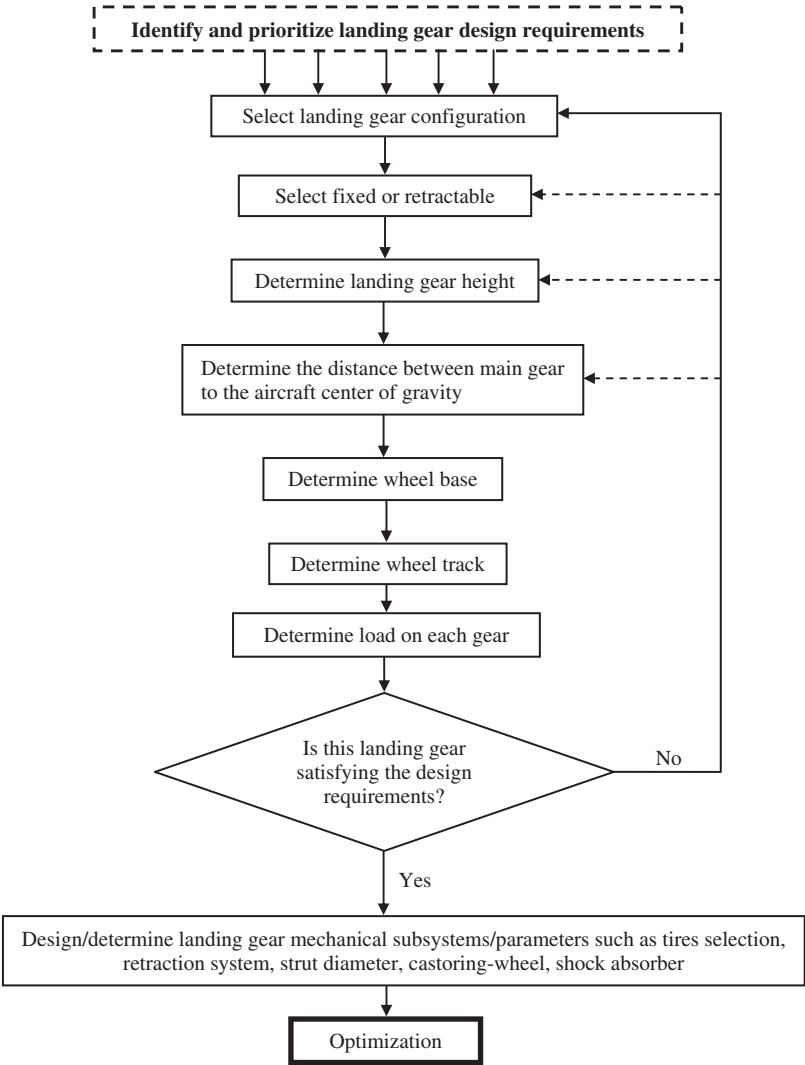 Identify and prioritize landing gear design requirements
Select landing gear configuration
Select fixed or retractable
Determine landing gear height
Determine the distance between main gear
to the aircraft center of gravity
Determine wheel base
Determine wheel track
Determine load on each gear
Is this landing gear
satisfying the design
requirements?
No
Yes
Design/determine landing gear mechanical subsystems/parameters such as tires selection,
retraction system, strut diameter, castoring-wheel, shock absorber
Optimization